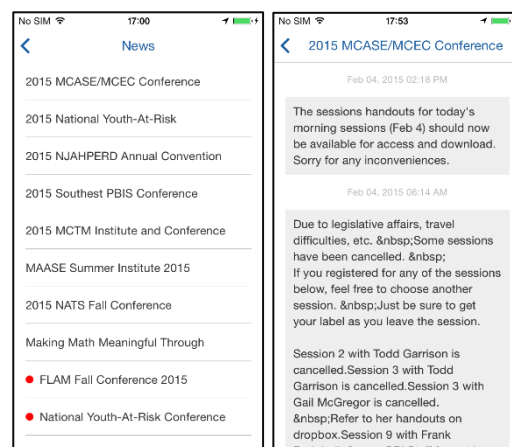 No SIM 17:00
News
2015 MCASE/MCEC Conference
2015 National Youth-At-Risk
2015 NJAHPERD Annual Convention
2015 Southest PBIS Conference
2015 MCTM Institute and Conference
MAASE Summer Institute 2015
2015 NATS Fall Conference
Making Math Meaningful Through
FLAM Fall Conference 2015
National Youth-At-Risk Conference
No SIM 17:53
2015 MCASE/MCEC Conference
Feb 04, 2015 02:18 PM
The sessions handouts for today's
morning sessions (Feb 4) should now
be available for access and download.
Sorry for any inconveniences.
Feb 04, 2015 06:14 AM
Due to legislative affairs, travel
difficulties, etc. &nbsp;Some sessions
have been cancelled. &nbsp;
If you registered for any of the sessions
below, feel free to choose another
session. &nbsp;Just be sure to get
your label as you leave the session.
Session 2 with Todd Garrison is
cancelled.Session 3 with Todd
Garrison is cancelled.Session 3 with
Gail McGregor is cancelled.
&nbsp;Refer to her handouts on
dropbox.Session 9 with Frank